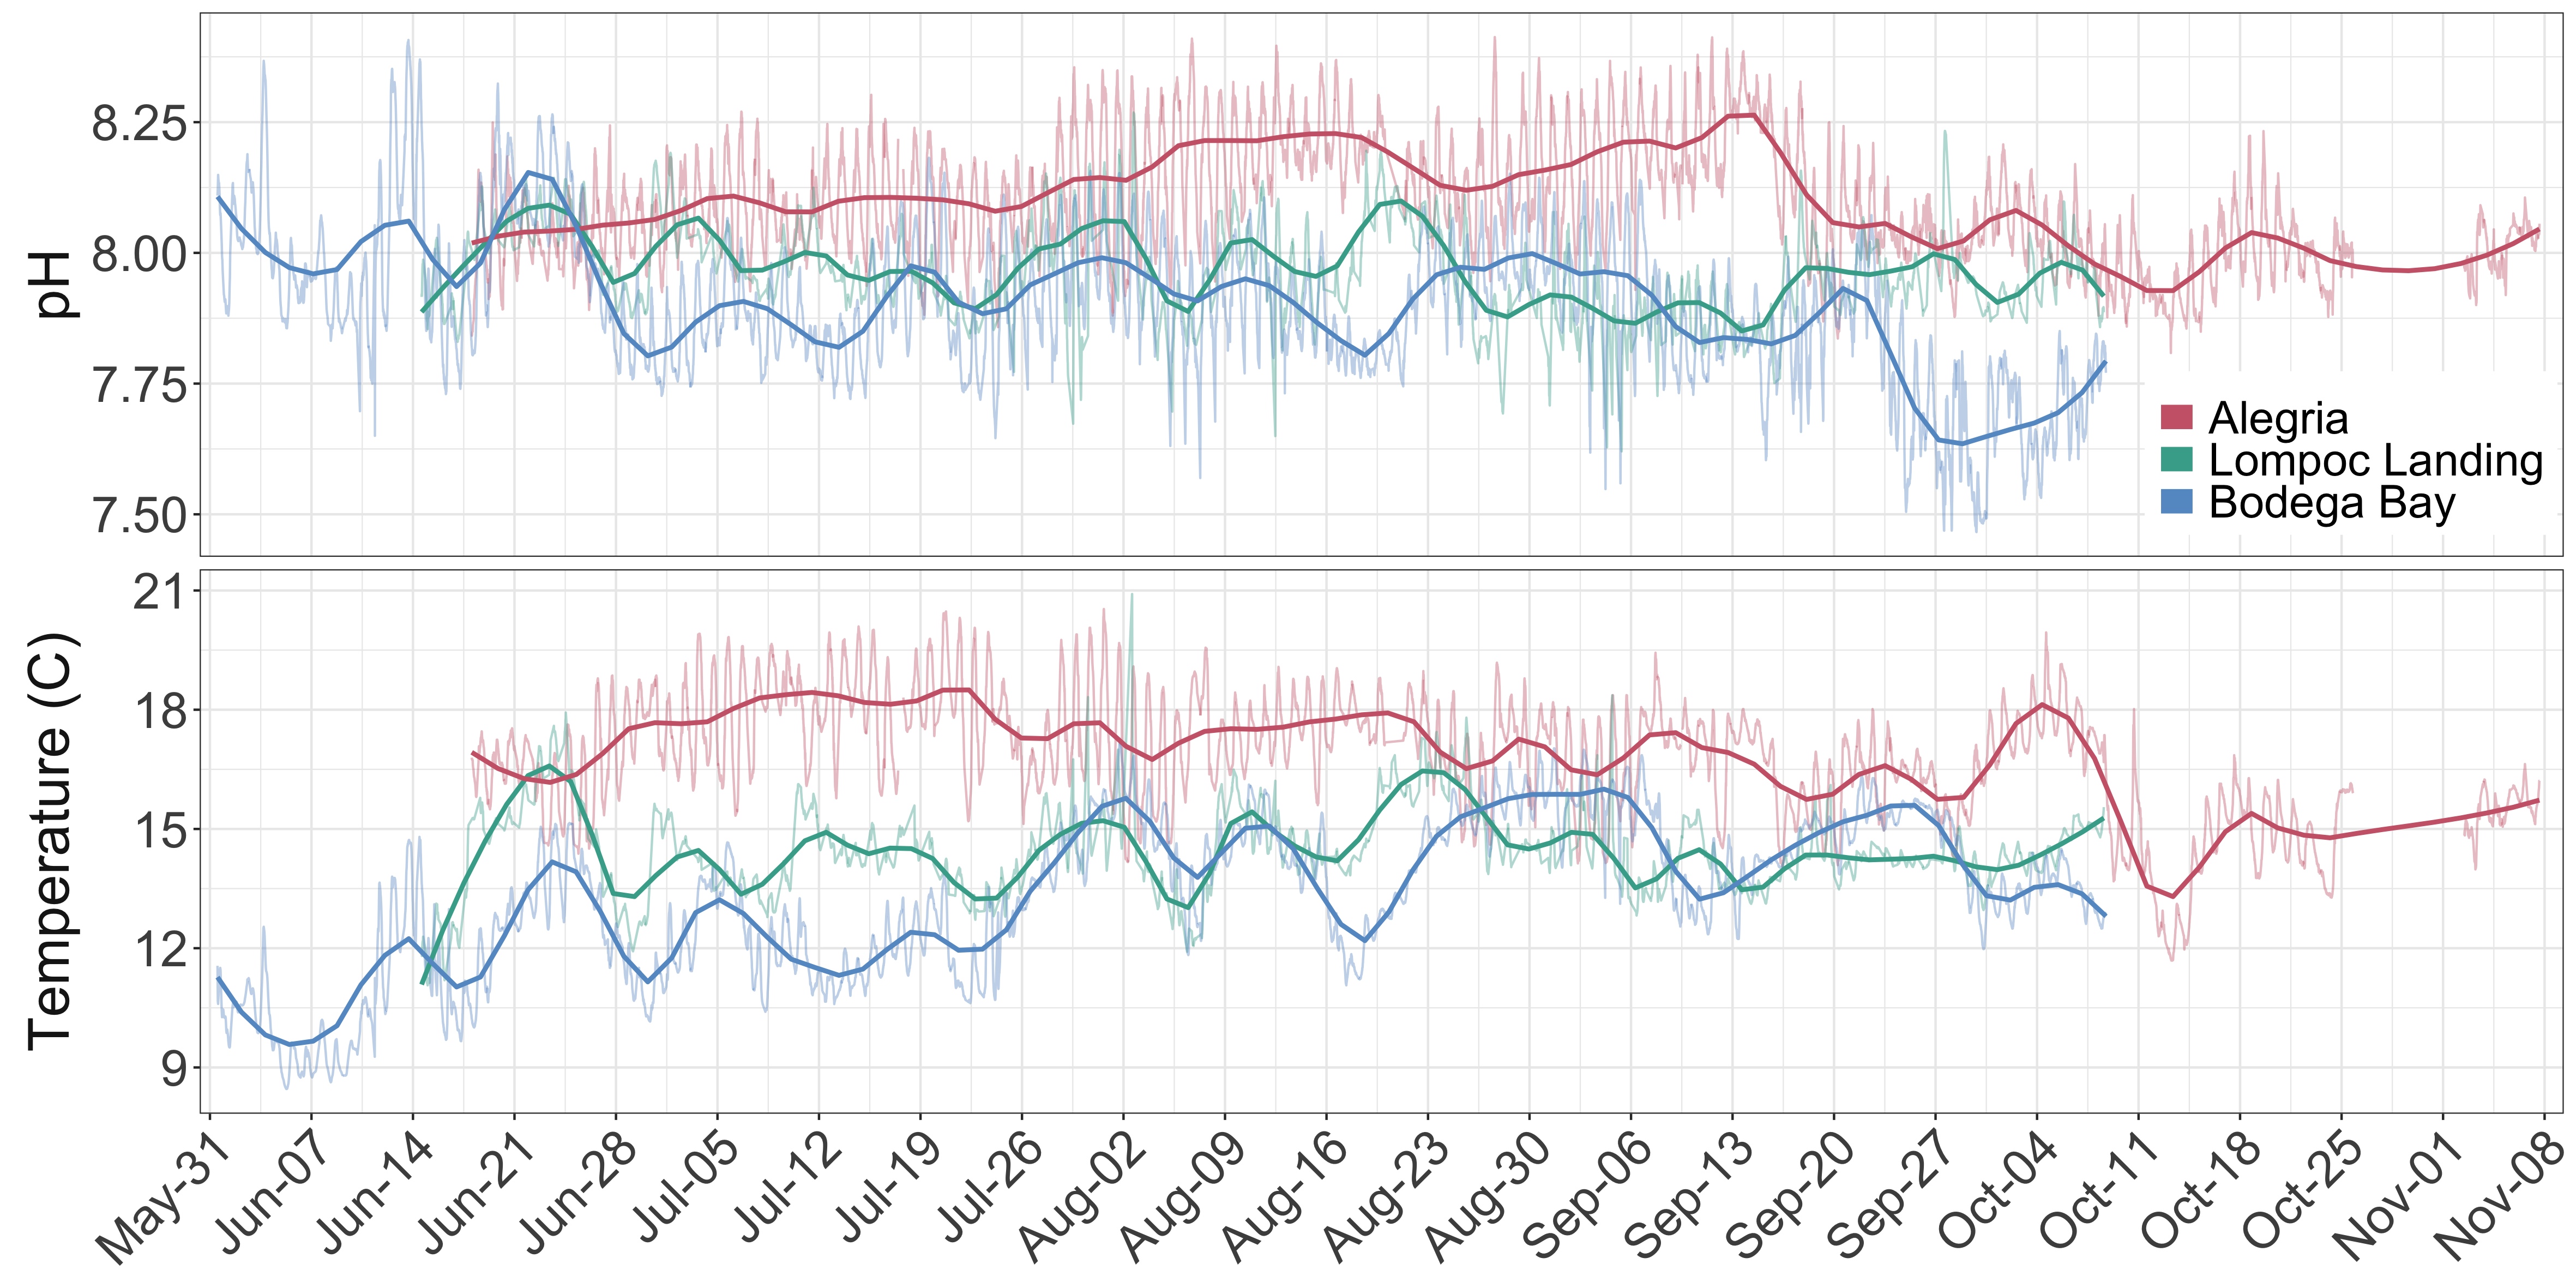 pH
8.25
8.00
7.75
7.50
Alegria
Lompoc Landing
Bodega Bay
Temperature (C)
21
18
15
12
9
May-31
Jun-07
Jun-14
Jun-21
Jun-28
Jul-05
Jul-12
Jul-19
Jul-26
Aug-02
Aug-09
Aug-16
Aug-23
Aug-30
Sep-06
Sep-13
Sep-20
Sep-27
Oct-04
Oct-11
Oct-18
Oct-25
Nov-01
Nov-08